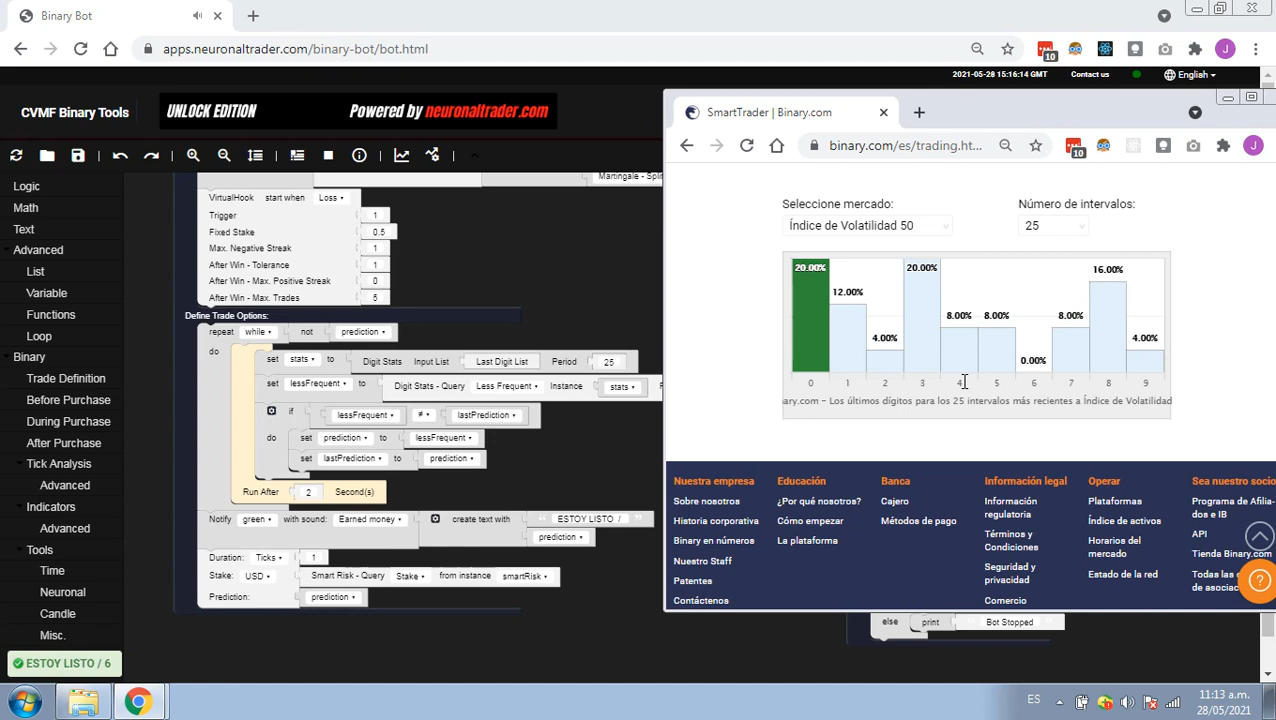 Binary Bot
apps.neuronaltrader.com/binary-bot/bot.html
10
J
2021-05-28 15:16:14 GMT
Contact us
English
CVMF Binary Tools
UNLOCK EDITION
Powered by neuronaltrader.com
Logic
Math
Text
Advanced
List
Variable
Functions
Loop
Binary
Trade Definition
Before Purchase
During Purchase
After Purchase
Tick Analysis
Advanced
Indicators
Advanced
Tools
Time
Neuronal
Candle
Misc.
ESTOY LISTO / 6
VirtualHook start when Loss
Trigger 1
Fixed Stake 0.5
Max. Negative Streak 1
After Win - Tolerance 1
After Win - Max. Positive Streak 0
After Win - Max. Trades 5
Define Trade Options:
repeat while not prediction
do
set stats to Digit Stats Input List Last Digit List Period 25
set lessFrequent to Digit Stats - Query Less Frequent Instance stats
if lessFrequent ≠ lastPrediction
do set prediction to lessFrequent
set lastPrediction to prediction
Run After 2 Second(s)
Notify green with sound: Earned money create text with “ ESTOY LISTO / ”
prediction
Duration: Ticks 1
Stake: USD Smart Risk - Query Stake from instance smartRisk
Prediction: prediction
else print “ Bot Stopped
SmartTrader | Binary.com
binary.com/es/trading.ht...
10
J
Seleccione mercado:
Número de intervalos:
Índice de Volatilidad 50
25
20.00% 12.00% 4.00% 20.00% 8.00% 8.00% 0.00% 8.00% 16.00% 4.00%
0 1 2 3 4 5 6 7 8 9
ary.com – Los últimos dígitos para los 25 intervalos más recientes a Índice de Volatilidad
Nuestra empresa
Sobre nosotros
Historia corporativa
Binary en números
Nuestro Staff
Patentes
Contáctenos
Educación
¿Por qué nosotros?
Cómo empezar
La plataforma
Banca
Cajero
Métodos de pago
Información legal
Información
regulatoria
Términos y
Condiciones
Seguridad y
privacidad
Comercio
Operar
Plataformas
Índice de activos
Horarios del
mercado
Estado de la red
Sea nuestro socio
Programa de Afilia-
dos e IB
API
Tienda Binary.com
Todas las
de asocia
ES
11:13 a.m.
28/05/2021